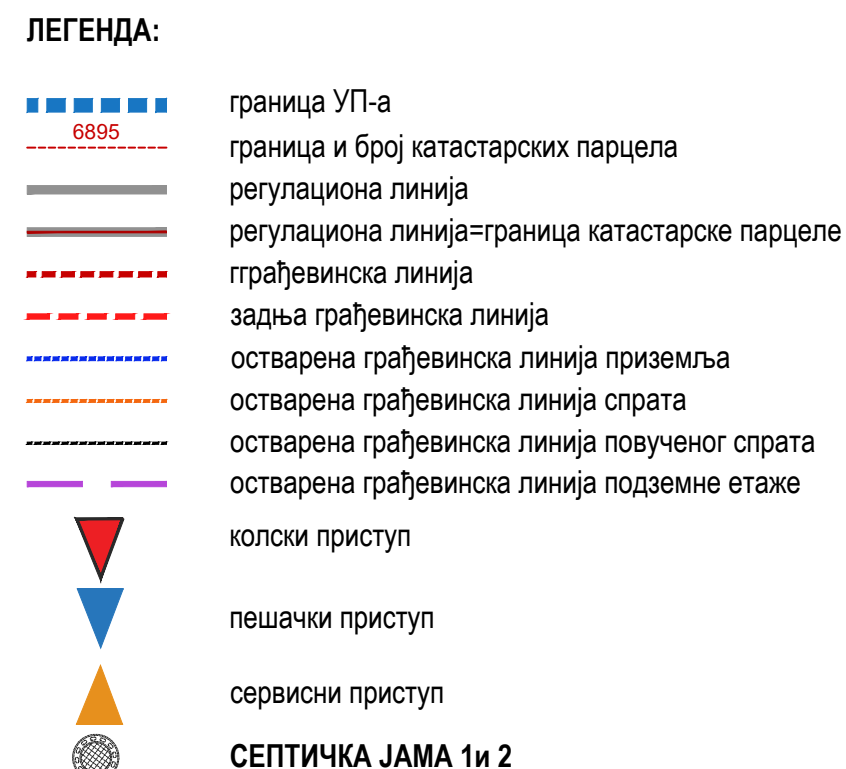 ЛЕГЕНДА:
граница УП-а
6895
граница и број катастарских парцела
регулациона линија
регулациона линија=граница катастарске парцеле
гграђевинска линија
задња грађевинска линија
остварена грађевинска линија приземља
остварена грађевинска линија спрата
остварена грађевинска линија повученог спрата
остварена грађевинска линија подземне етаже
колски приступ
пешачки приступ
сервисни приступ
СЕПТИЧКА ЈАМА 1и 2